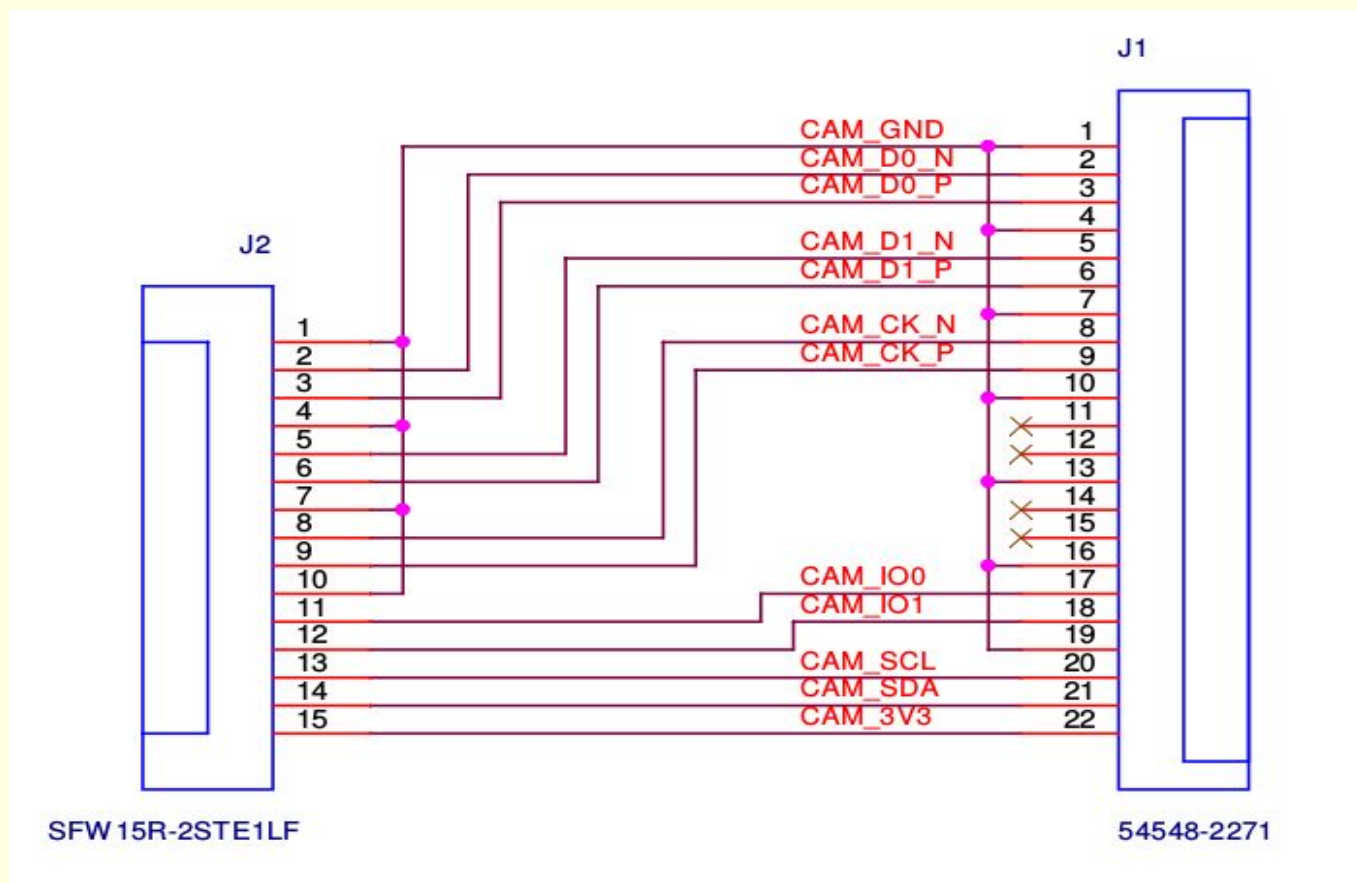 J1
CAM_GND
CAM_D0_N
CAM_D0_P
CAM_D1_N
CAM_D1_P
CAM_CK_N
CAM_CK_P
CAM_IO0
CAM_IO1
CAM_SCL
CAM_SDA
CAM_3V3
1
2
3
4
5
6
7
8
9
10
11
12
13
14
15
16
17
18
19
20
21
22
J2
1
2
3
4
5
6
7
8
9
10
11
12
13
14
15
SFW15R-2STE1LF
54548-2271